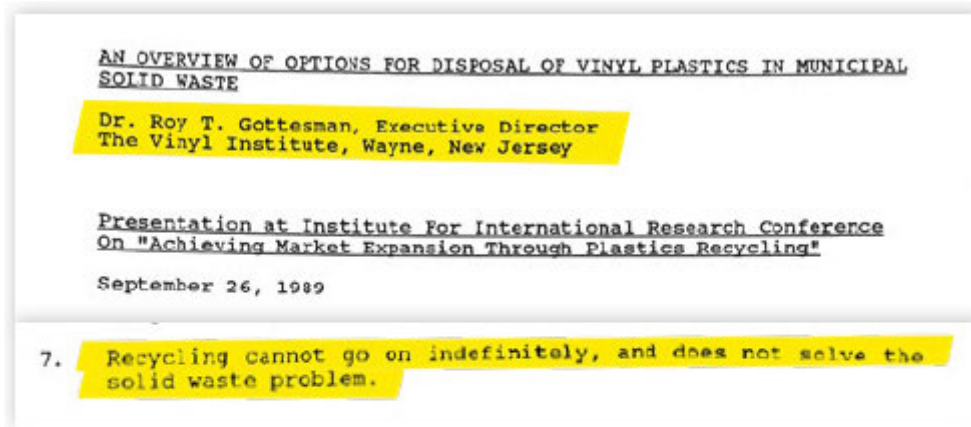 AN OVERVIEW OF OPTIONS FOR DISPOSAL OF VINYL PLASTICS IN MUNICIPAL
SOLID WASTE
Dr. Roy T. Gottesman, Executive Director
The Vinyl Institute, Wayne, New Jersey
Presentation at Institute For International Research Conference
On "Achieving Market Expansion Through Plastics Recycling"
September 26, 1989
7. Recycling cannot go on indefinitely, and does not solve the
solid waste problem.